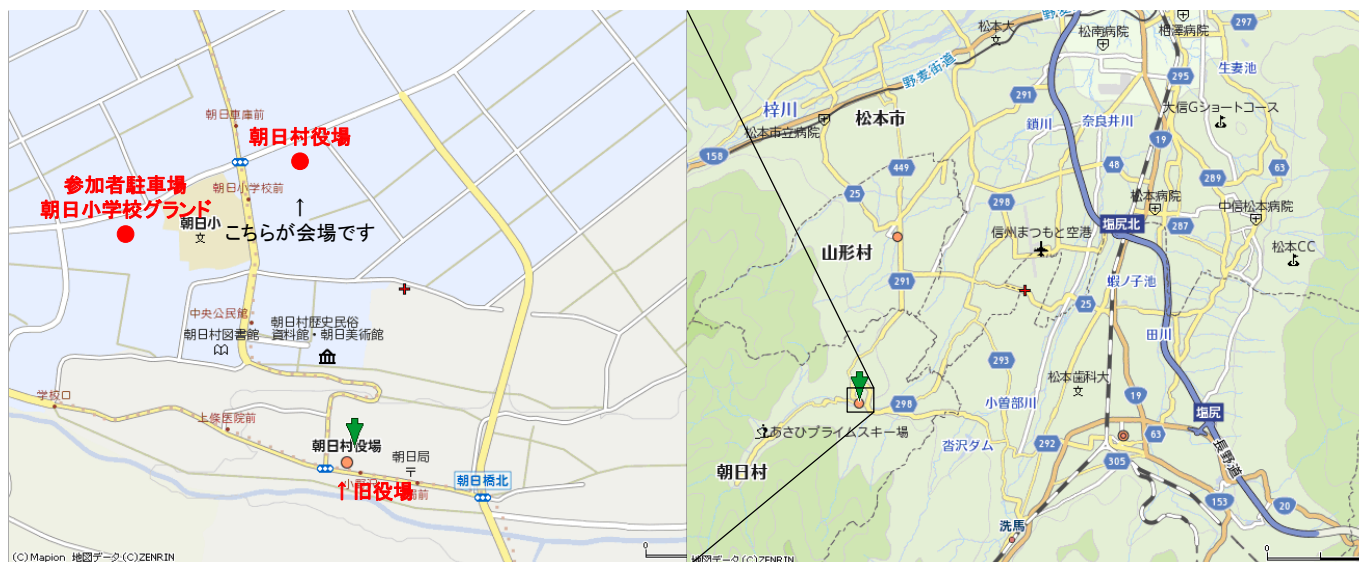 朝日車庫前
朝日村役場
朝日小学校前
参加者駐車場
朝日小学校グランド
朝日小
↑
こちらが会場です
中央公民館
朝日村図書館
朝日村歴史民俗
資料館・朝日美術館
学校口
上條医院前
朝日村役場
朝日局
朝日橋北
↑旧役場
(C)Mapion 地図データ(C)ZENRIN
0
松本大
野麦街道
野麦街道
松南病院
相澤病院
297
生妻池
295
梓川
松本市立病院
松本市
291
鎖川
奈良井川
大信Gショートコース
19
158
449
48
289
63
25
298
松本病院
中信松本病院
塩尻北
287
信州まつもと空港
松本CC
山形村
291
蝦ノ子池
25
田川
293
松本歯科大
小曽部川
19
298
塩尻
あさひプライムスキー場
沓沢ダム
292
63
長野道
305
朝日村
153
20
洗馬
地図データ(C)ZENRIN
0